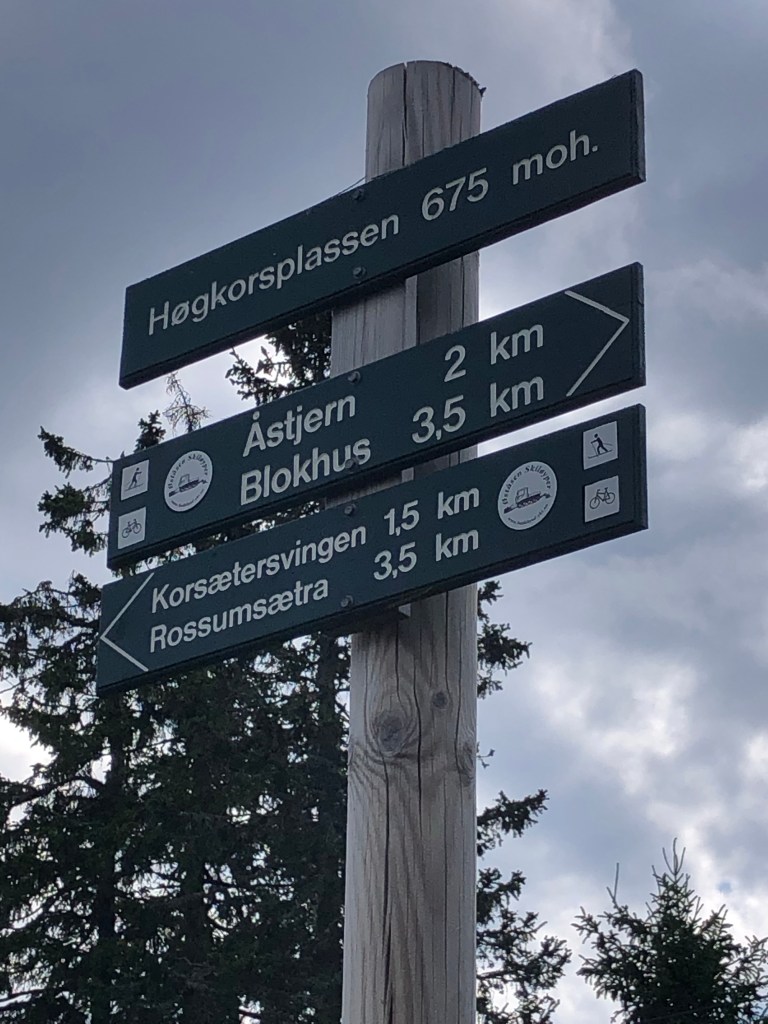 Høgkorsplassen 675 moh.
Åstjern 2 km
Blokhus 3,5 km
Korsætersvingen 1,5 km
Rossumsætra 3,5 km